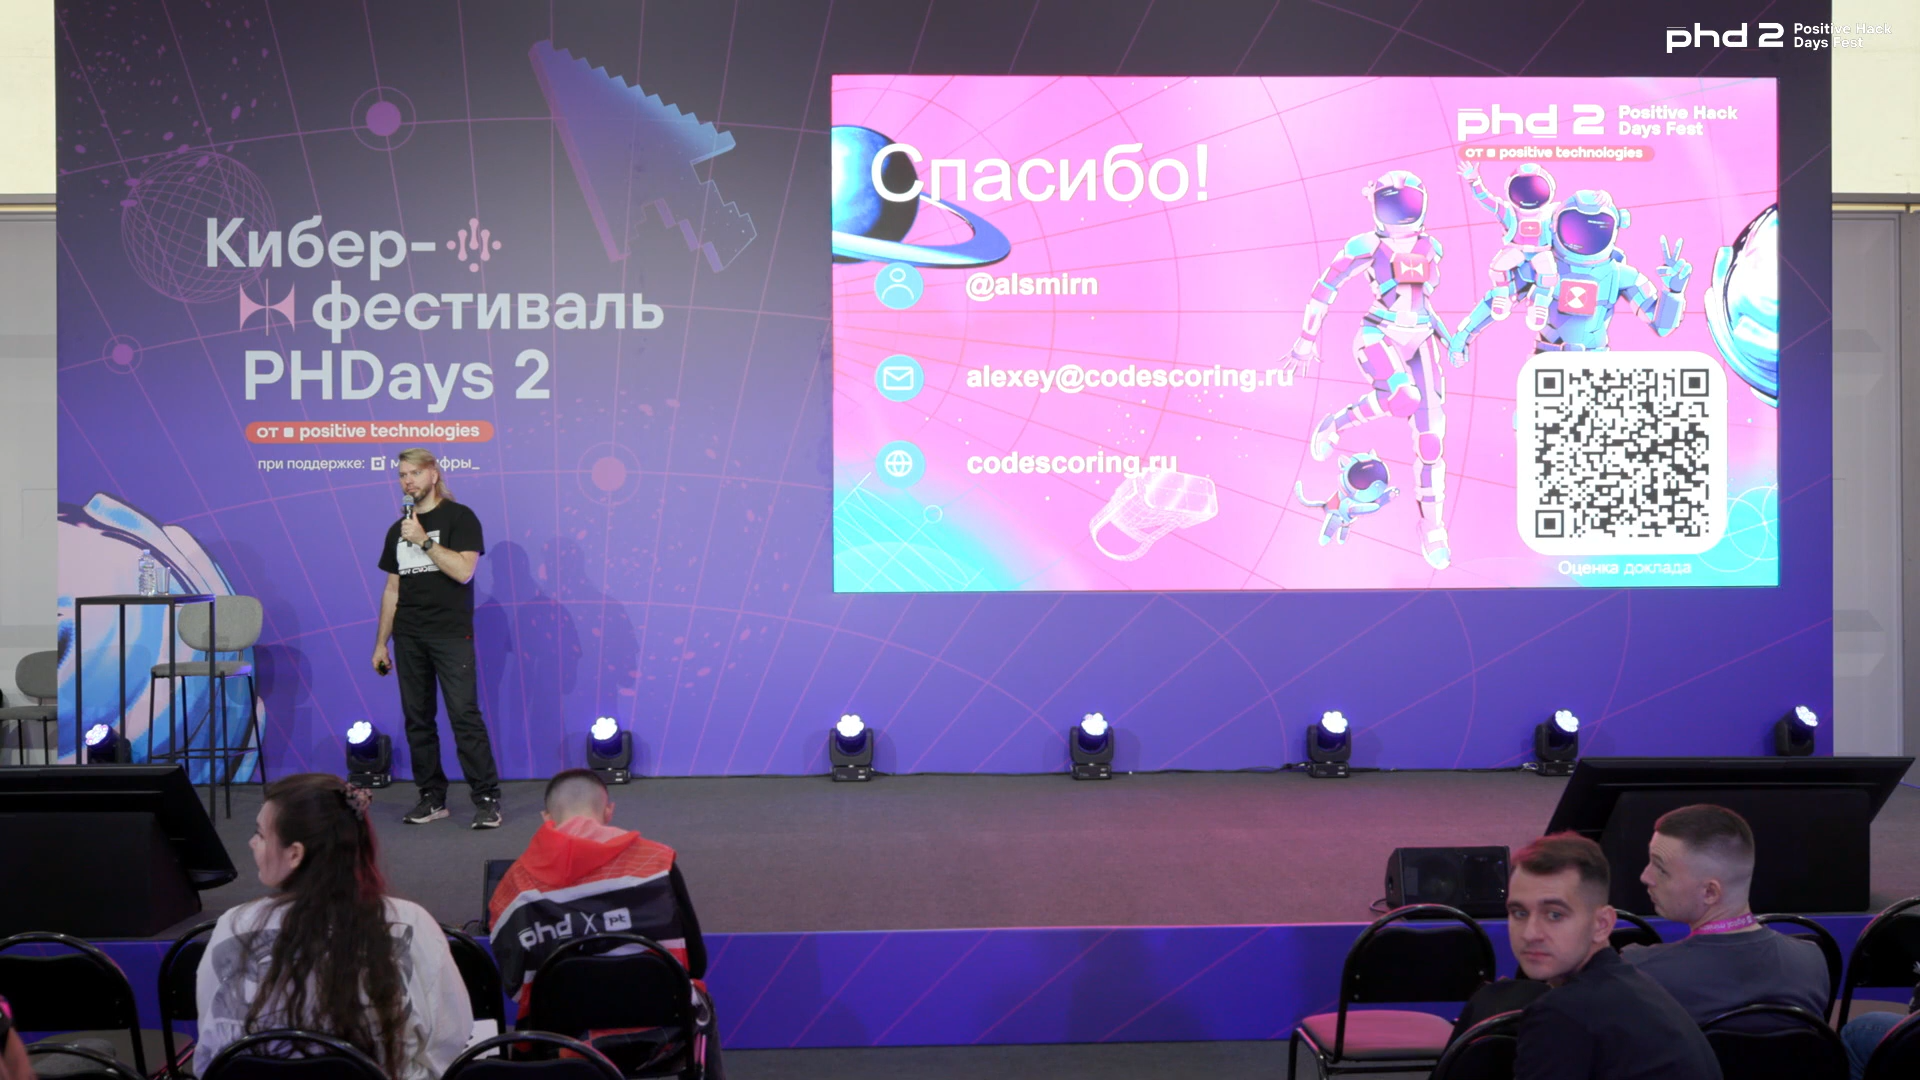 phd 2 Positive Hack
Days Fest
Кибер-
фестиваль
PHDays 2
от positive technologies
при поддержке:
phd 2 Positive Hack
Days Fest
от positive technologies
Спасибо!
@alsmirn
alexey@codescoring.ru
codescoring.ru
Оценка доклада
phd X pt